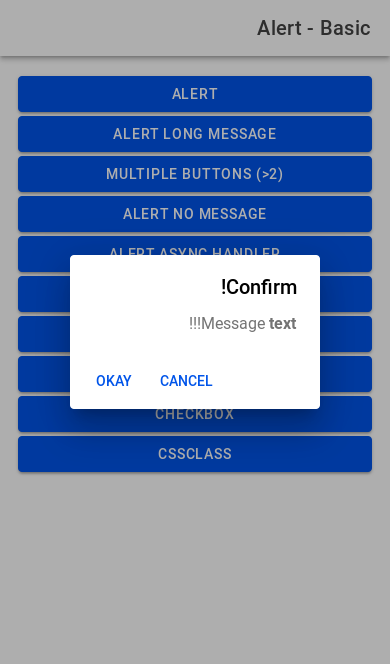 Alert - Basic
ALERT
ALERT LONG MESSAGE
MULTIPLE BUTTONS (>2)
ALERT NO MESSAGE
ALERT ASYNC HANDLER
!Confirm
!!!Message text
OKAY CANCEL
CHECKBOX
CSSCLASS